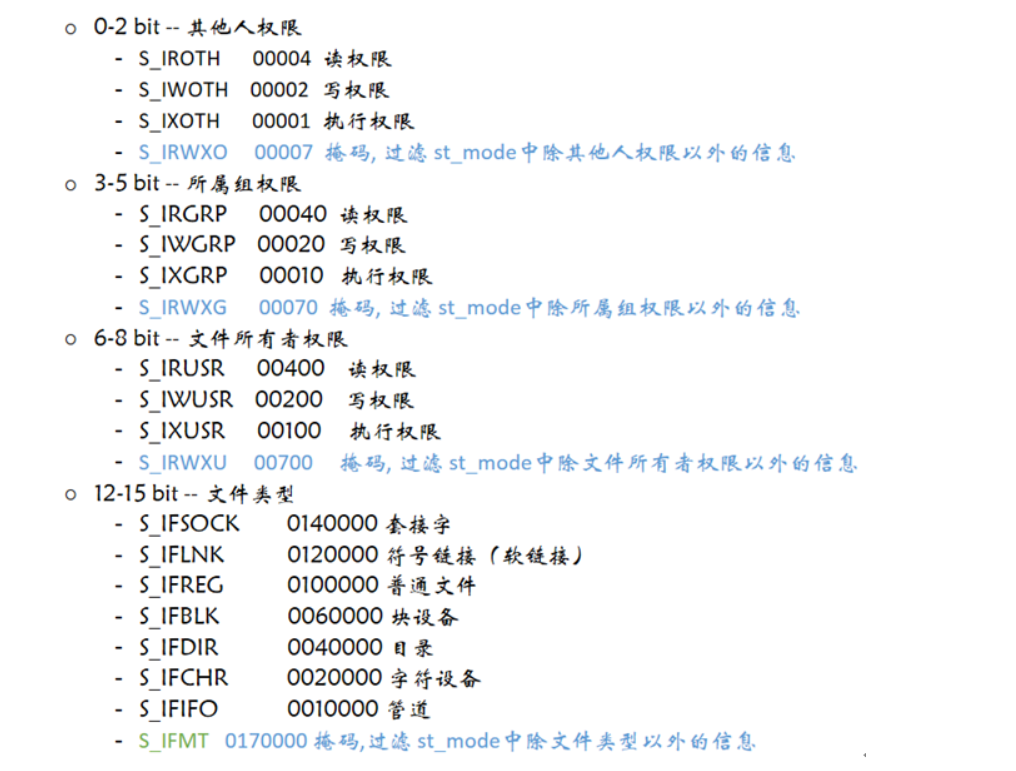 0-2 bit -- 其他人权限
- S_IROTH 00004 读权限
- S_IWOTH 00002 写权限
- S_IXOTH 00001 执行权限
- S_IRWXO 00007 掩码, 过滤 st_mode中除其他人权限以外的信息
3-5 bit -- 所属组权限
- S_IRGRP 00040 读权限
- S_IWGRP 00020 写权限
- S_IXGRP 00010 执行权限
- S_IRWXG 00070 掩码, 过滤 st_mode中除所属组权限以外的信息
6-8 bit -- 文件所有者权限
- S_IRUSR 00400 读权限
- S_IWUSR 00200 写权限
- S_IXUSR 00100 执行权限
- S_IRWXU 00700 掩码, 过滤 st_mode中除文件所有者权限以外的信息
12-15 bit -- 文件类型
- S_IFSOCK 0140000 套接字
- S_IFLNK 0120000 符号链接（软链接）
- S_IFREG 0100000 普通文件
- S_IFBLK 0060000 块设备
- S_IFDIR 0040000 目录
- S_IFCHR 0020000 字符设备
- S_IFIFO 0010000 管道
- S_IFMT 0170000 掩码,过滤 st_mode中除文件类型以外的信息